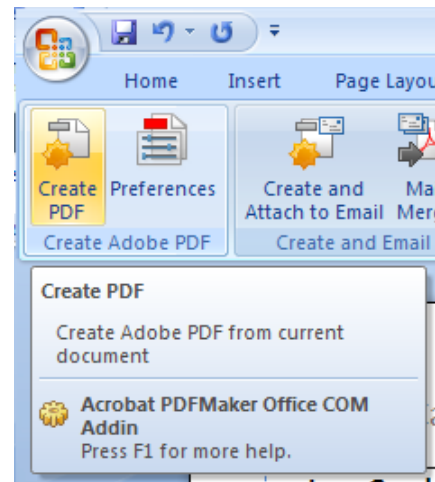 Home Insert Page Layou
Create Preferences Create and Ma
PDF Attach to Email Merg
Create Adobe PDF Create and Email
Create PDF
Create Adobe PDF from current
document
Acrobat PDFMaker Office COM
Addin
Press F1 for more help.